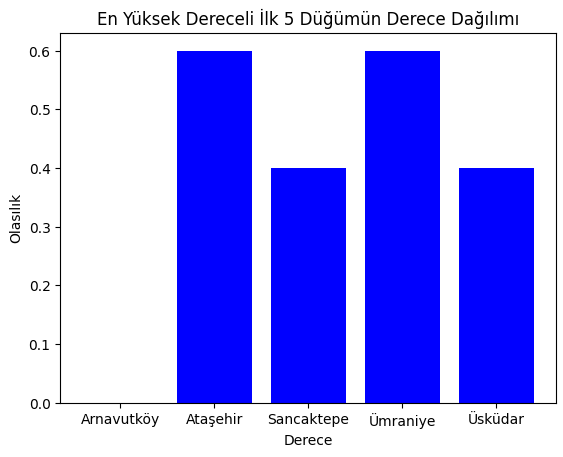 En Yüksek Dereceli İlk 5 Düğümün Derece Dağılımı
Olasılık
0.6
0.5
0.4
0.3
0.2
0.1
0.0
Arnavutköy Ataşehir Sancaktepe Ümraniye Üsküdar
Derece